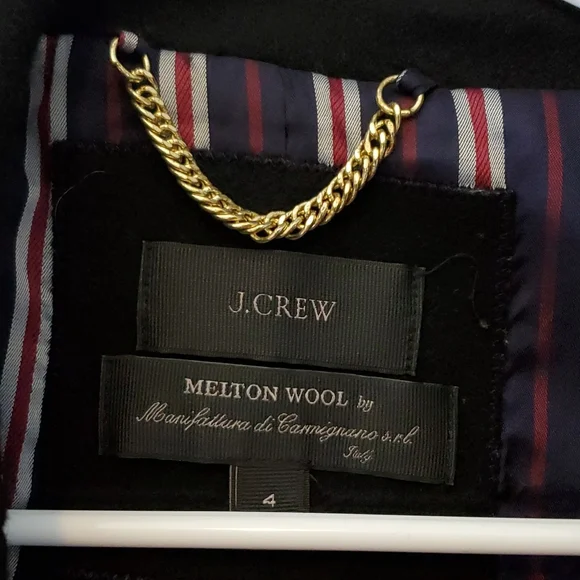 J.CREW
MELTON WOOL by
Manifattura di Carmignano s.r.l.
Italy
4